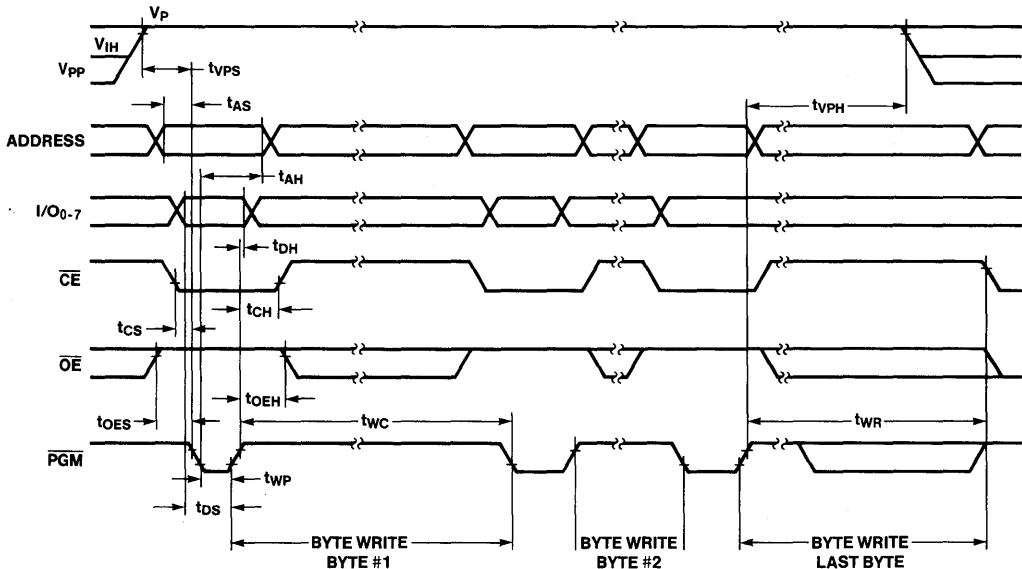 VP
VIH
VPP
tVPS
tAS
tVPH
ADDRESS
tAH
I/O0-7
tDH
CE
tCH
tCS
OE
tOEH
tOES
tWC
tWR
PGM
tWP
tDS
BYTE WRITE
BYTE #1
BYTE WRITE
BYTE #2
BYTE WRITE
LAST BYTE